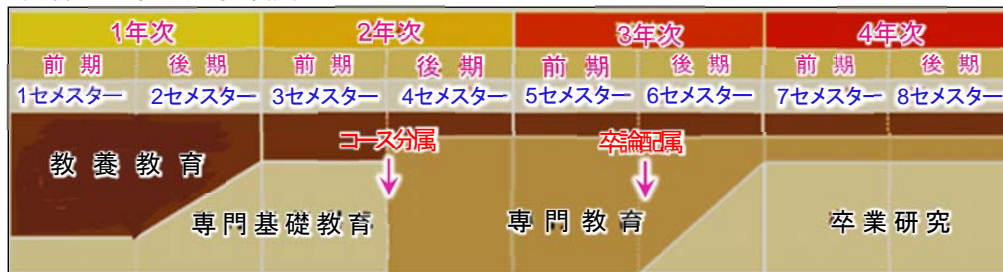 1年次 2年次 3年次 4年次
前期 後期 前期 後期 前期 後期 前期 後期
1セメスター 2セメスター 3セメスター 4セメスター 5セメスター 6セメスター 7セメスター 8セメスター
コース分属 卒論配属
教養教育
専門基礎教育 専門教育 卒業研究